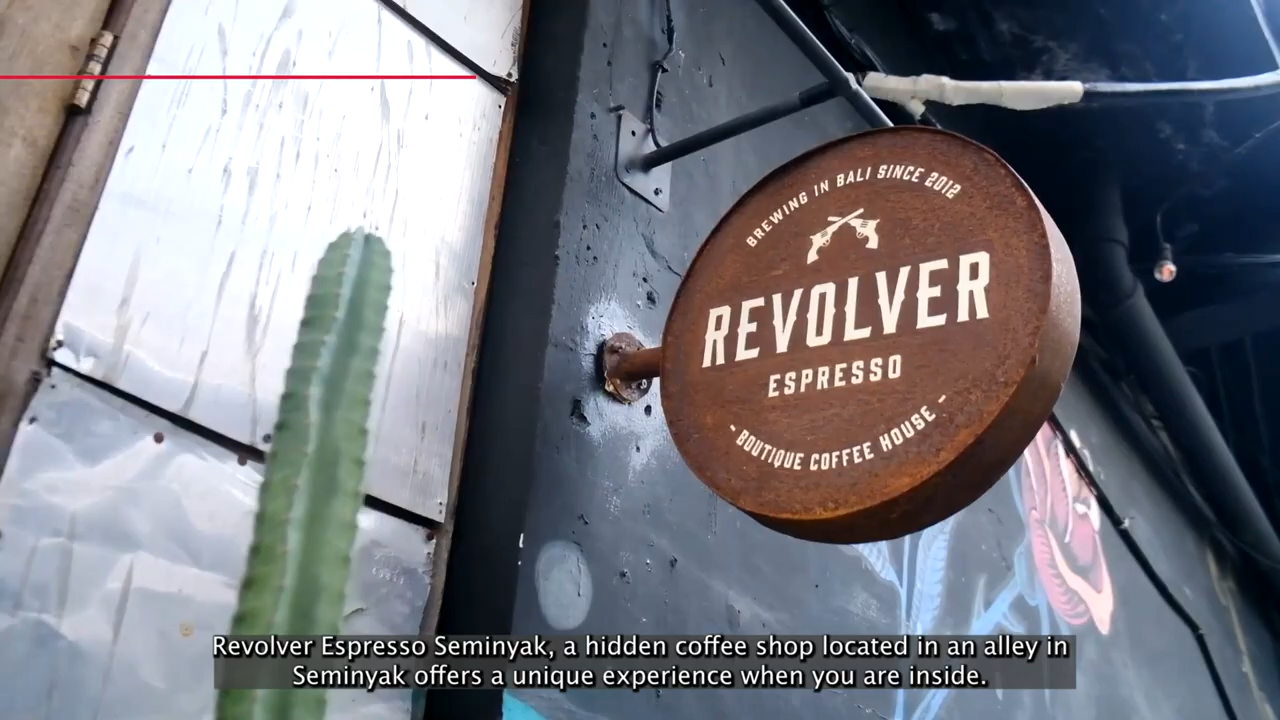 BREWING IN BALI SINCE 2012
REVOLVER
ESPRESSO
- BOUTIQUE COFFEE HOUSE -
Revolver Espresso Seminyak, a hidden coffee shop located in an alley in
Seminyak offers a unique experience when you are inside.